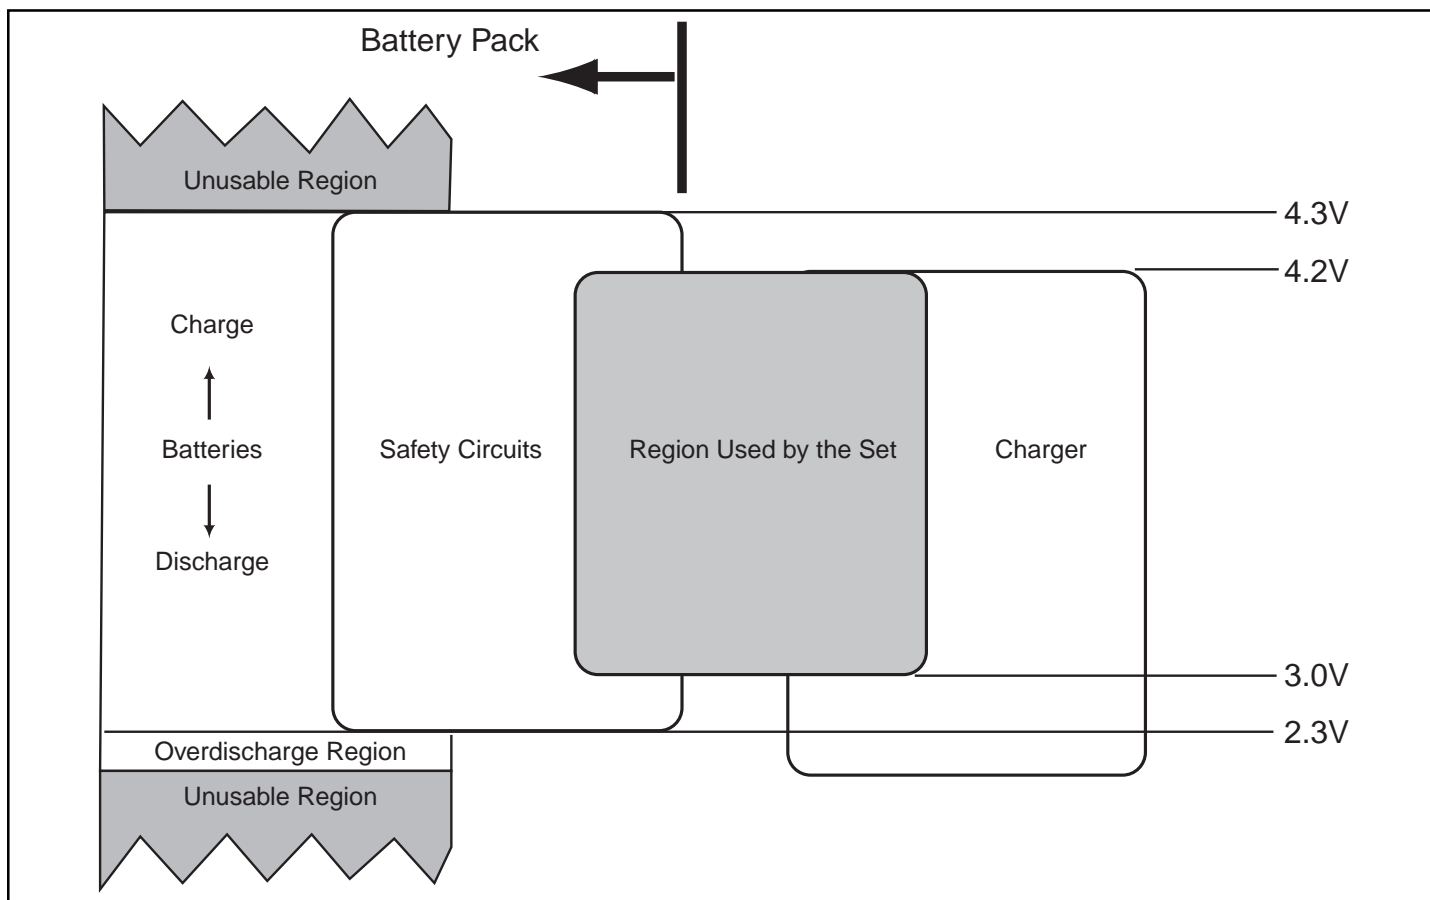 Battery Pack
Unusable Region
4.3V
4.2V
Charge
Batteries
Safety Circuits
Region Used by the Set
Charger
Discharge
3.0V
2.3V
Overdischarge Region
Unusable Region